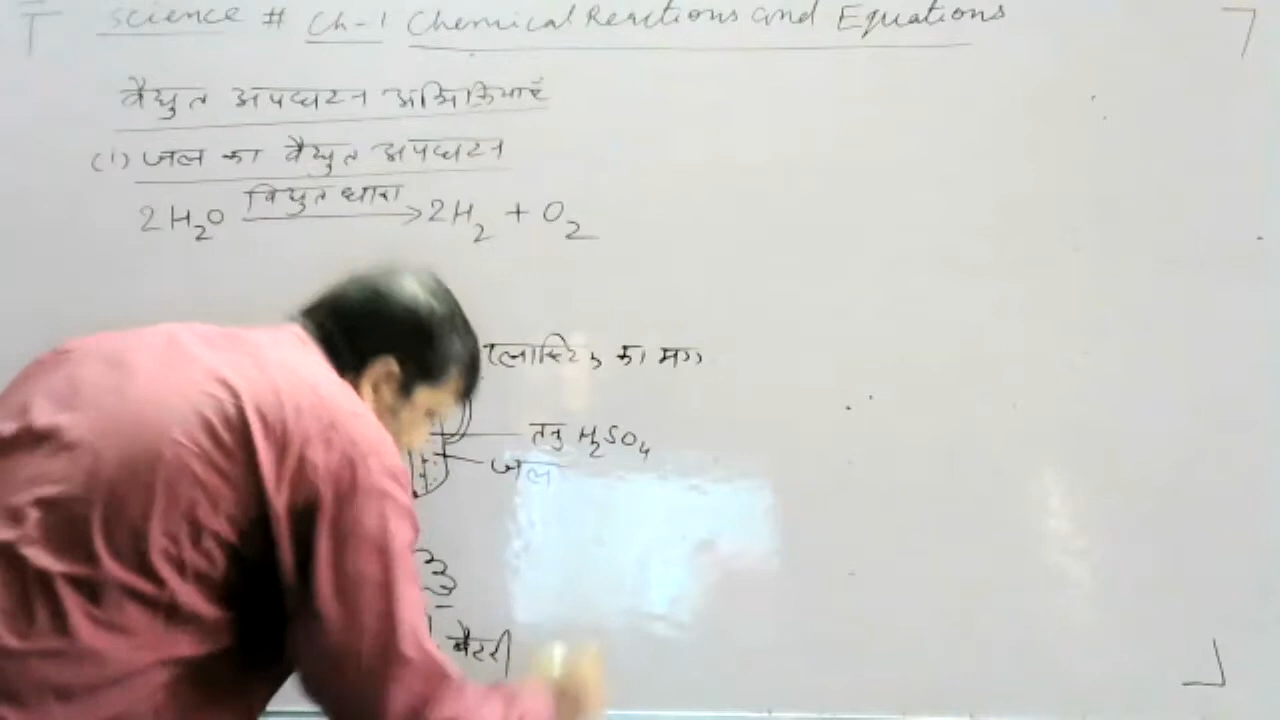 science # Ch-1 Chemical Reactions and Equations
वैद्युत अपघटन अभिक्रियाएँ
(1) जल का वैद्युत अपघटन
2H₂O विद्युत धारा → 2H₂ + O₂
प्लास्टिक का मग
तनु H₂SO₄
जल
बैटरी